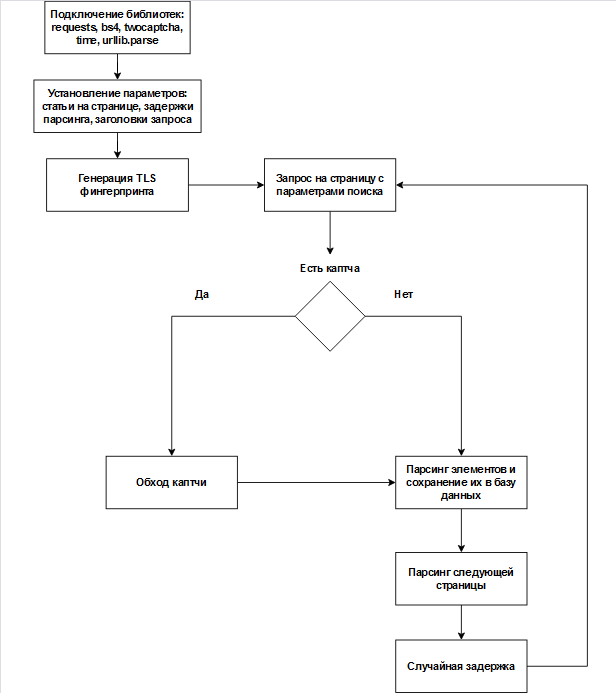 Подключение библиотек:
requests, bs4, twocaptcha,
time, urllib.parse
Установление параметров:
статьи на странице, задержки
парсинга, заголовки запроса
Генерация TLS
фингерпринта
Запрос на страницу с
параметрами поиска
Есть каптча
Да
Нет
Обход каптчи
Парсинг элементов и
сохранение их в базу
данных
Парсинг следующей
страницы
Случайная задержка